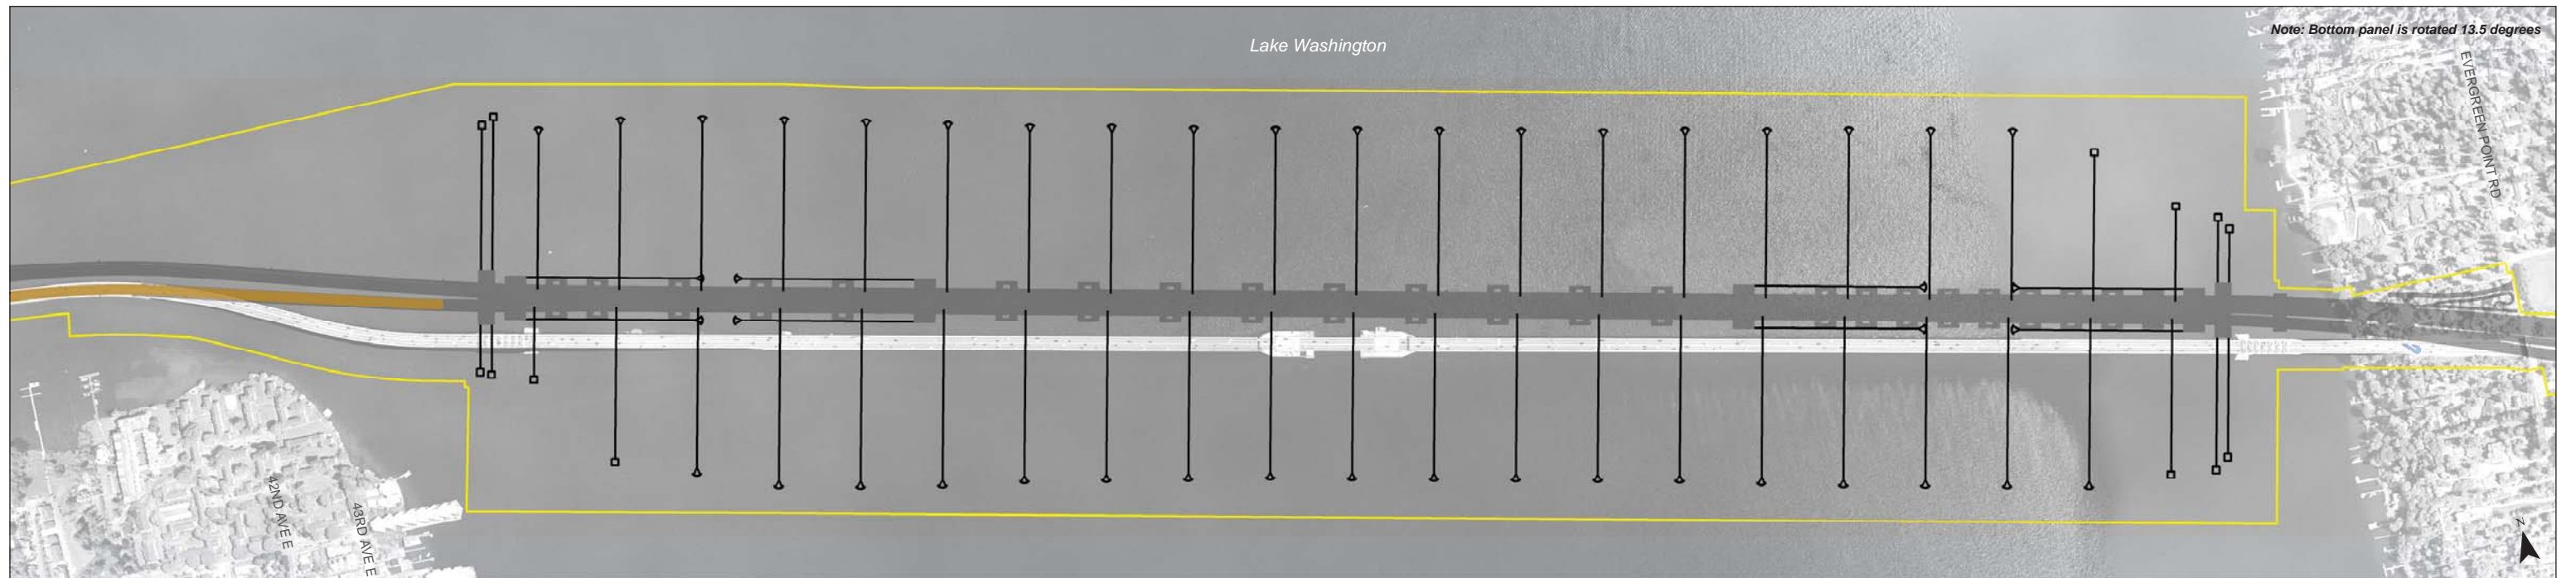 Lake Washington
Note: Bottom panel is rotated 13.5 degrees
EVERGREEN POINT RD
42ND AVE E
43RD AVE E
N